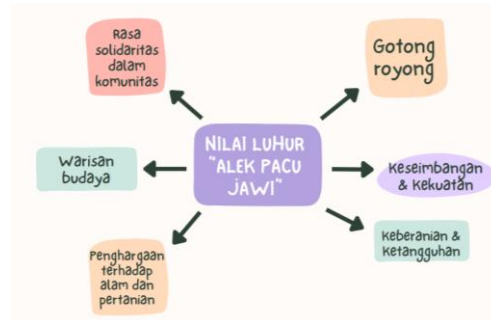 Rasa
solidaritas
dalam
komunitas
Gotong
royong
NILAI LUHUR
"ALEK PACU
JAWI"
Warisan
budaya
Keseimbangan
& Kekuatan
Penghargaan
terhadap
alam dan
pertanian
Keberanian &
Ketangguhan